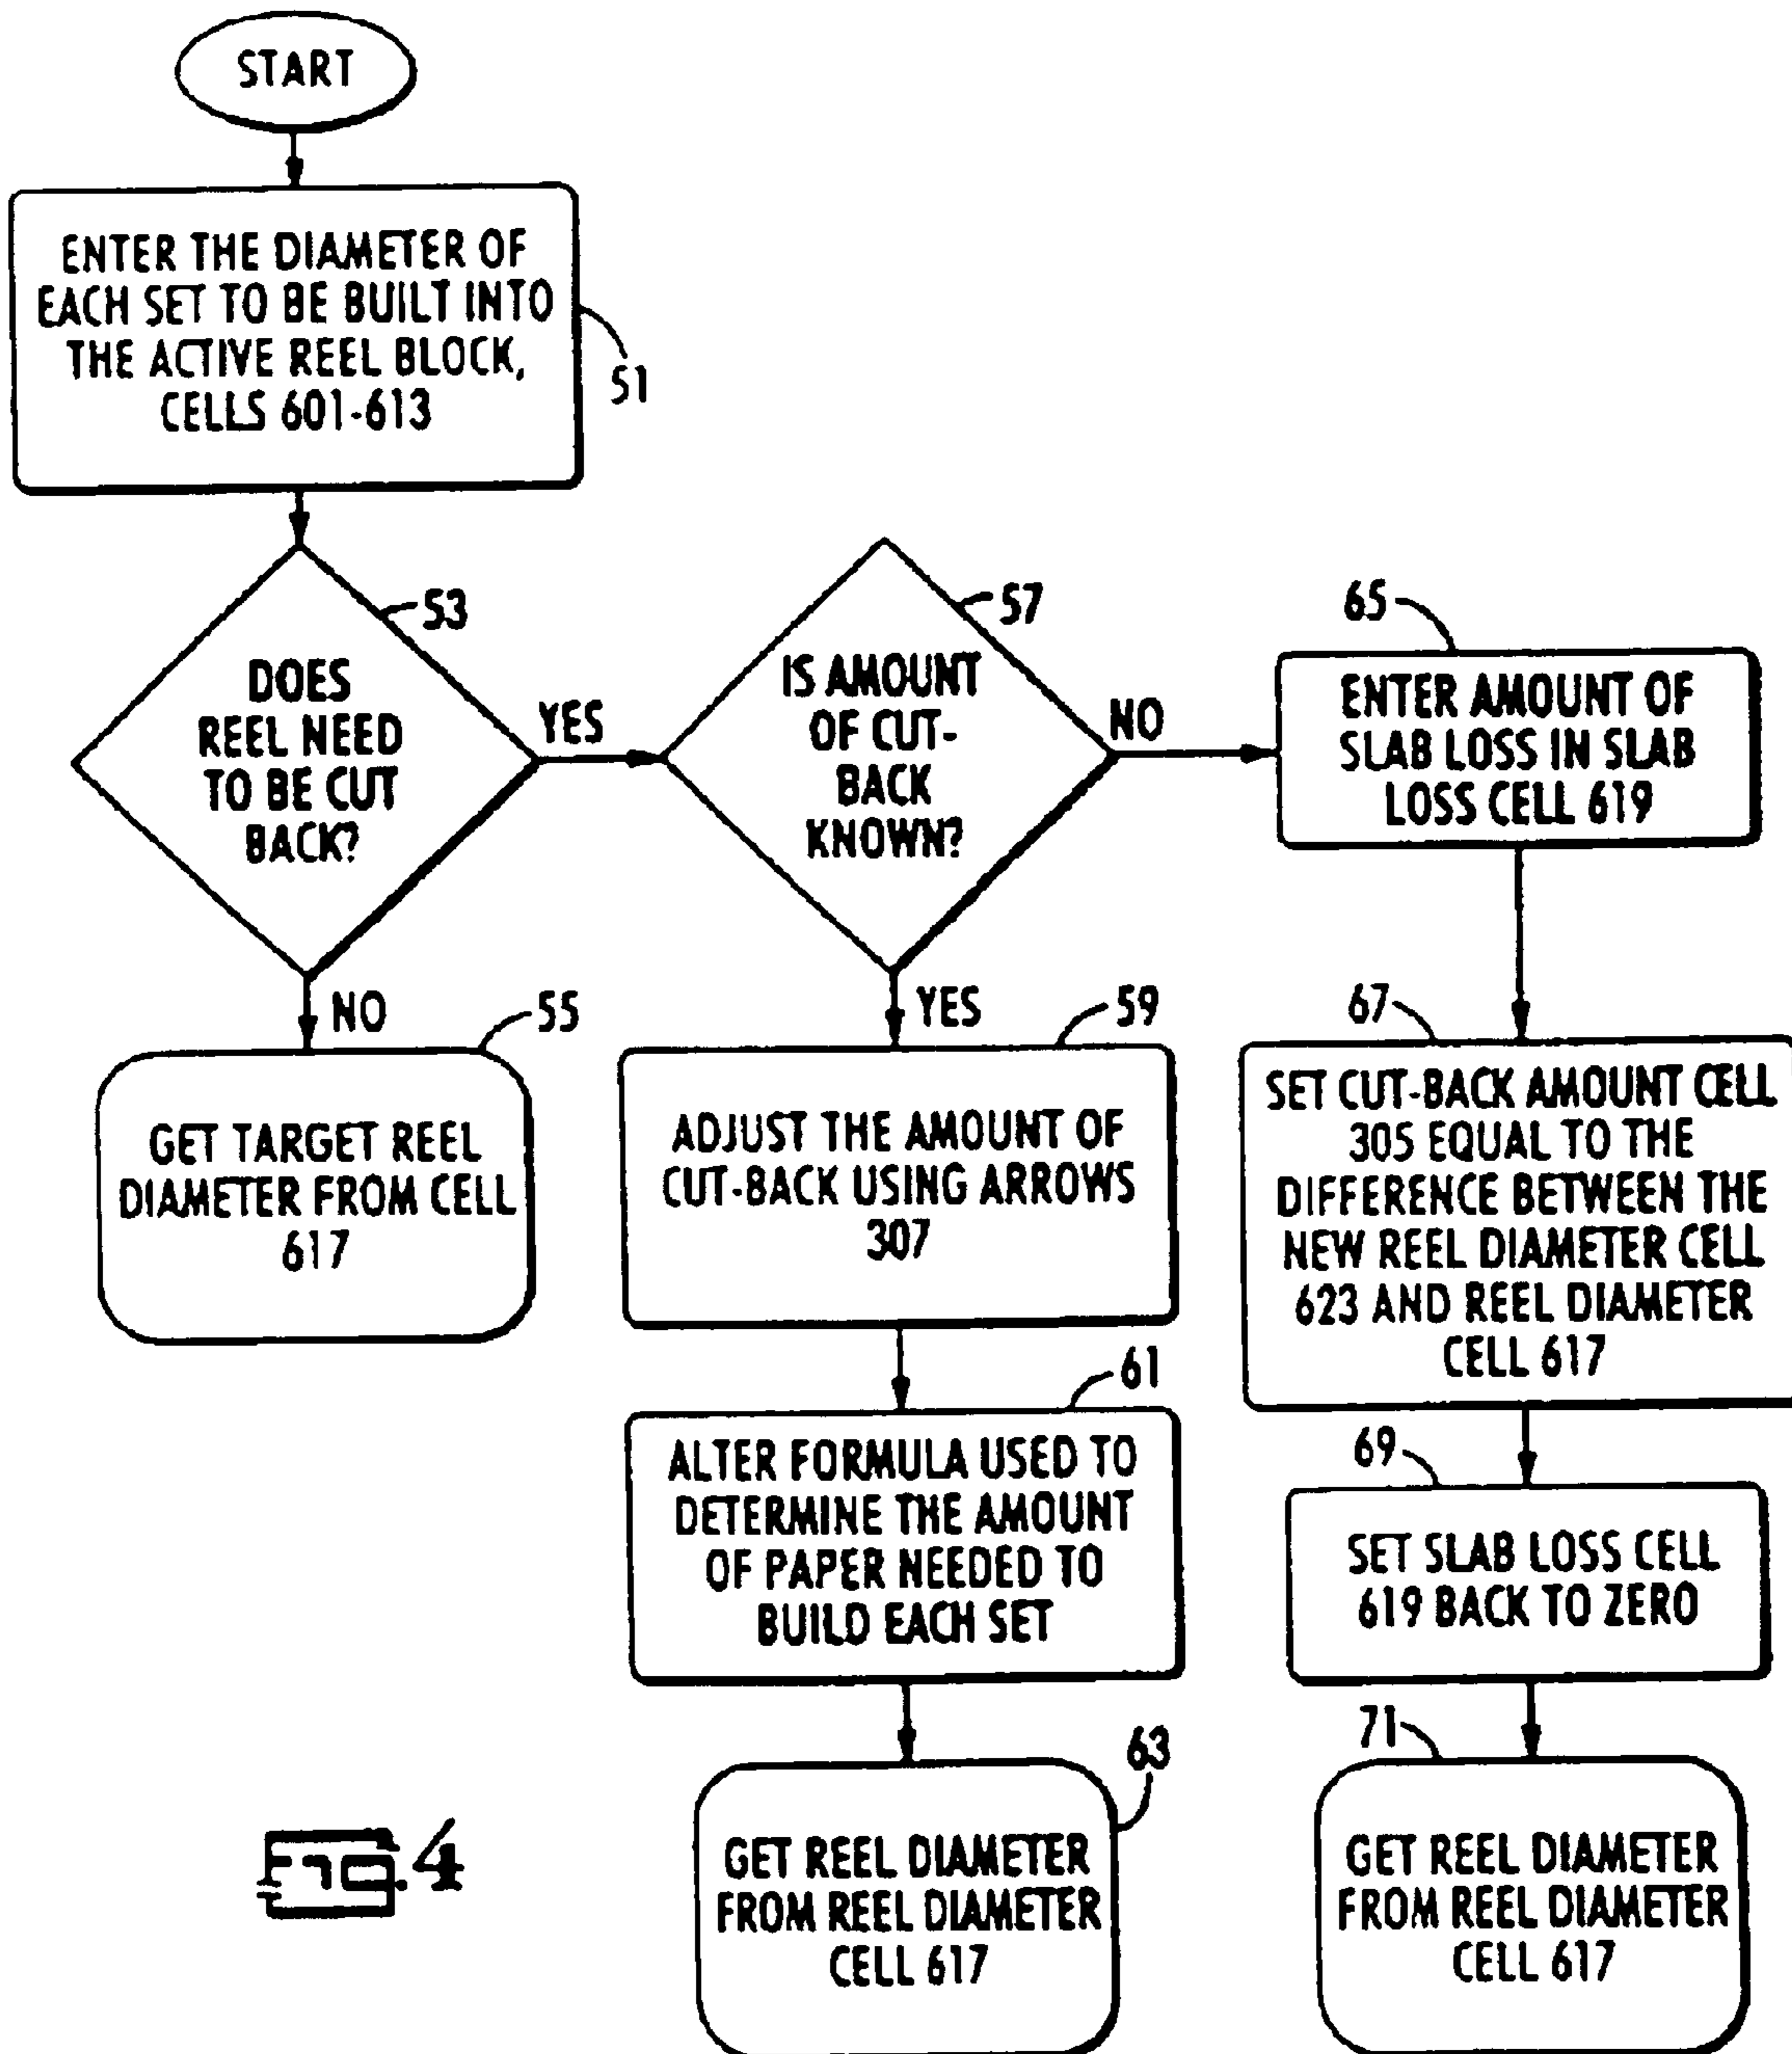 START
ENTER THE DIAMETER OF
EACH SET TO BE BUILT INTO
THE ACTIVE REEL BLOCK,
CELLS 601-613
51
DOES
REEL NEED
TO BE CUT
BACK?
53
YES
NO
GET TARGET REEL
DIAMETER FROM CELL
617
55
IS AMOUNT
OF CUT-
BACK
KNOWN?
57
NO
YES
ADJUST THE AMOUNT OF
CUT-BACK USING ARROWS
307
59
ALTER FORMULA USED TO
DETERMINE THE AMOUNT
OF PAPER NEEDED TO
BUILD EACH SET
61
GET REEL DIAMETER
FROM REEL DIAMETER
CELL 617
63
65
ENTER AMOUNT OF
SLAB LOSS IN SLAB
LOSS CELL 619
67
SET CUT-BACK AMOUNT CELL
305 EQUAL TO THE
DIFFERENCE BETWEEN THE
NEW REEL DIAMETER CELL
623 AND REEL DIAMETER
CELL 617
69
SET SLAB LOSS CELL
619 BACK TO ZERO
71
GET REEL DIAMETER
FROM REEL DIAMETER
CELL 617
FIG.4